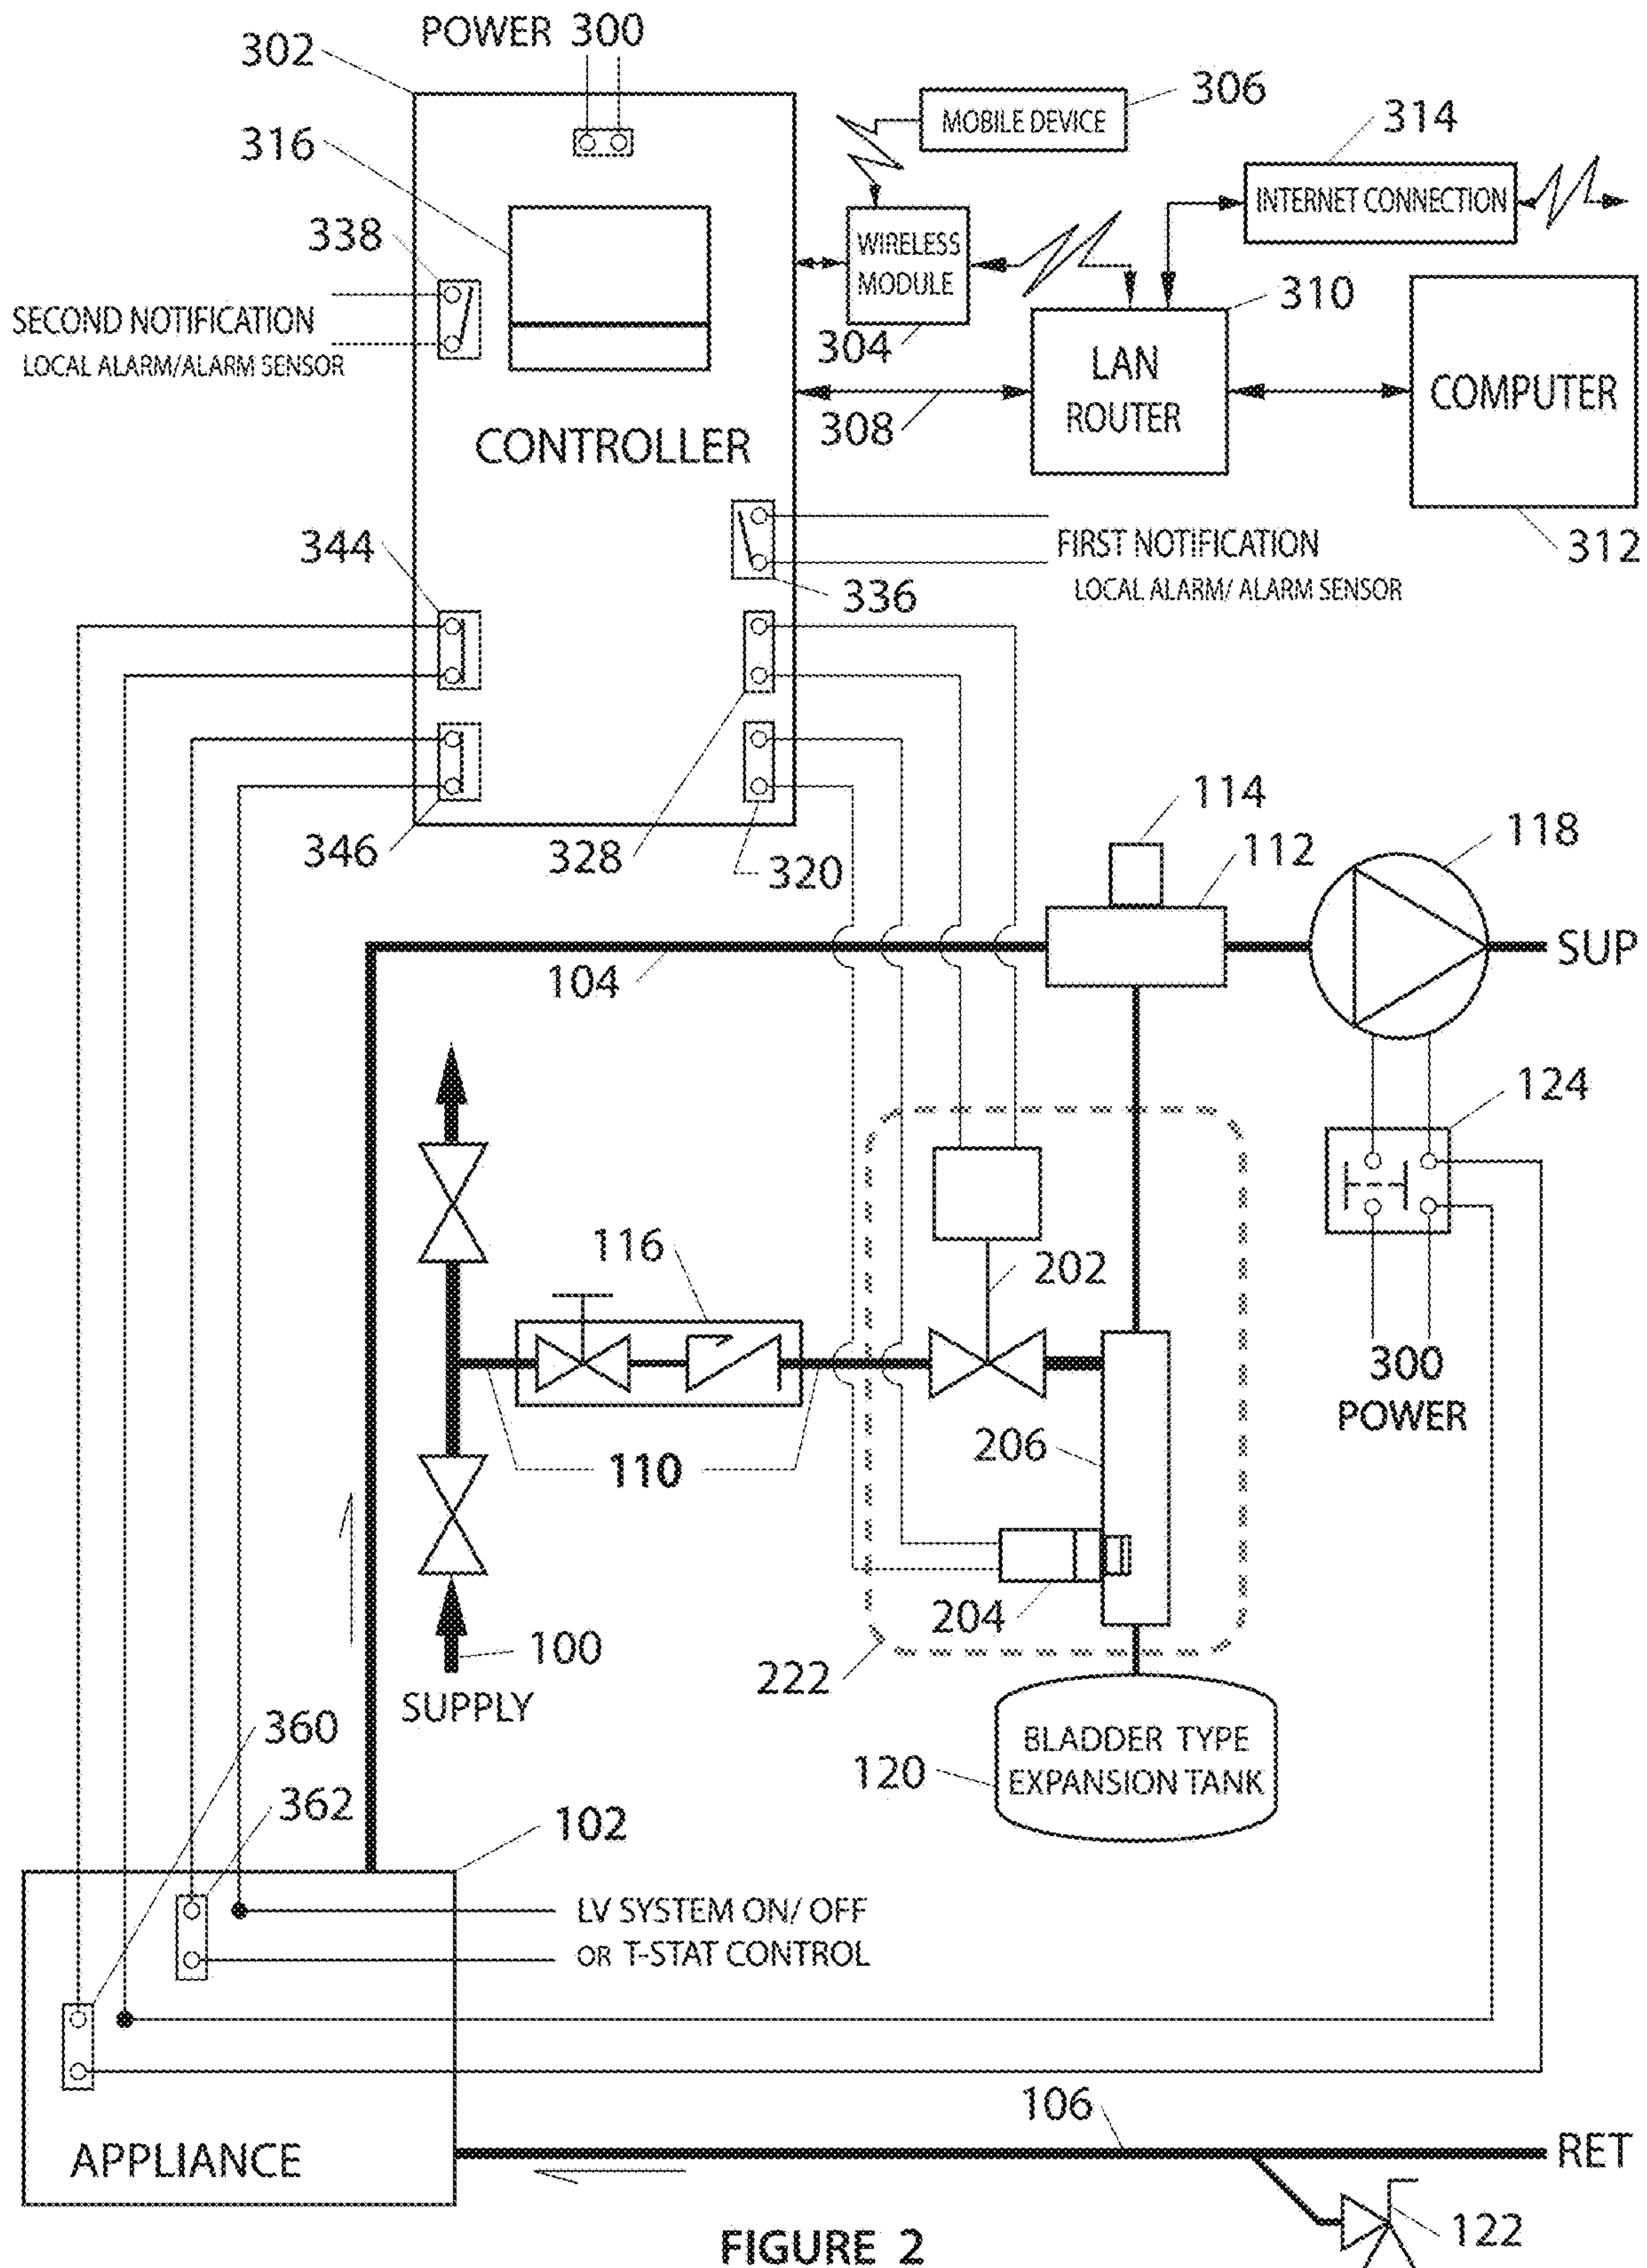 POWER 300
302
316
338
SECOND NOTIFICATION
LOCAL ALARM/ALARM SENSOR
CONTROLLER
MOBILE DEVICE
306
314
INTERNET CONNECTION
WIRELESS
MODULE
304
310
LAN
ROUTER
308
COMPUTER
312
FIRST NOTIFICATION
LOCAL ALARM/ ALARM SENSOR
336
344
346
328
320
114
112
118
SUP
104
124
116
202
300
POWER
110
206
204
222
100
SUPPLY
BLADDER TYPE
EXPANSION TANK
120
360
362
102
LV SYSTEM ON/ OFF
OR T-STAT CONTROL
APPLIANCE
106
RET
122
FIGURE 2